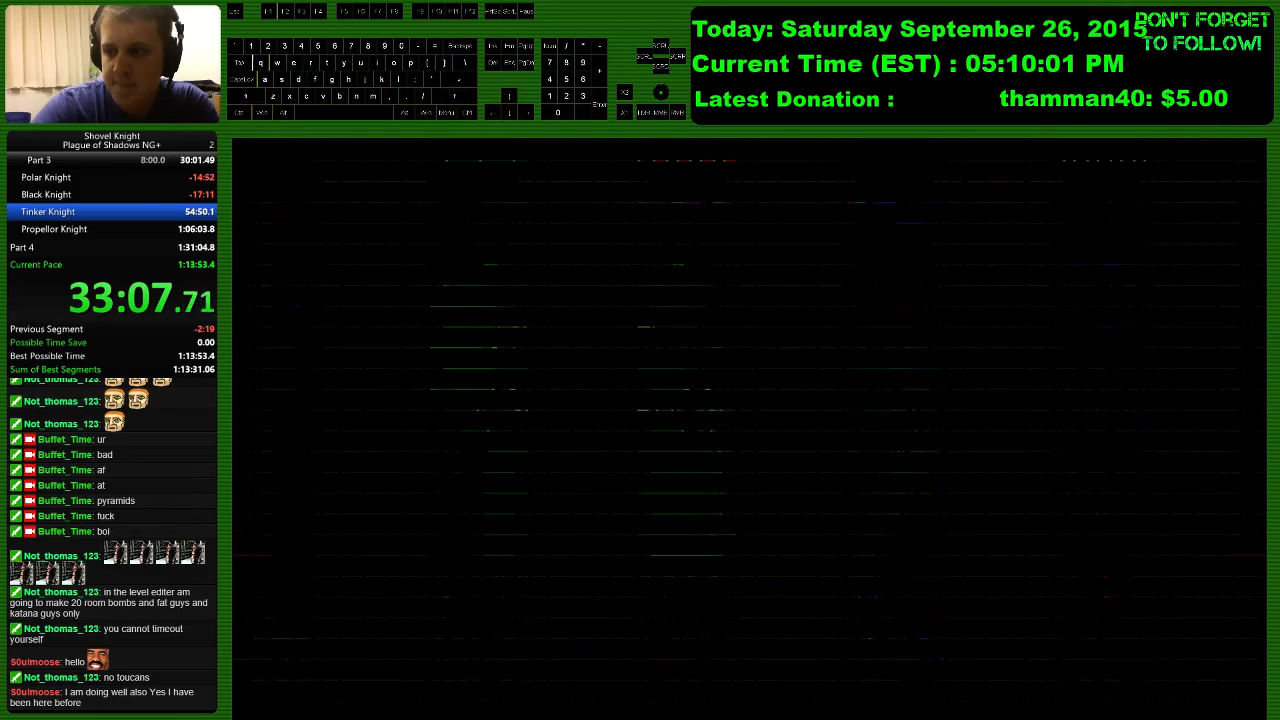 Today: Saturday September 26, 2015
DON'T FORGET
TO FOLLOW!
Current Time (EST) : 05:10:01 PM
Latest Donation : thamman40: $5.00
Shovel Knight
Plague of Shadows NG+ 2
Part 3 8:00.0 30:01.49
Polar Knight -14:52
Black Knight -17:11
Tinker Knight 54:50.1
Propellor Knight 1:06:03.8
Part 4 1:31:04.8
Current Pace 1:13:53.4
33:07.71
Previous Segment -2:19
Possible Time Save 0.00
Best Possible Time 1:13:53.4
Sum of Best Segments 1:13:31.06
Not_thomas_123:
Not_thomas_123:
Not_thomas_123:
Buffet_Time: ur
Buffet_Time: bad
Buffet_Time: af
Buffet_Time: at
Buffet_Time: pyramids
Buffet_Time: fuck
Buffet_Time: boi
Not_thomas_123:
Not_thomas_123: in the level editer am
going to make 20 room bombs and fat guys and
katana guys only
Not_thomas_123: you cannot timeout
yourself
S0ulmoose: hello
Not_thomas_123: no toucans
S0ulmoose: I am doing well also Yes I have
been here before